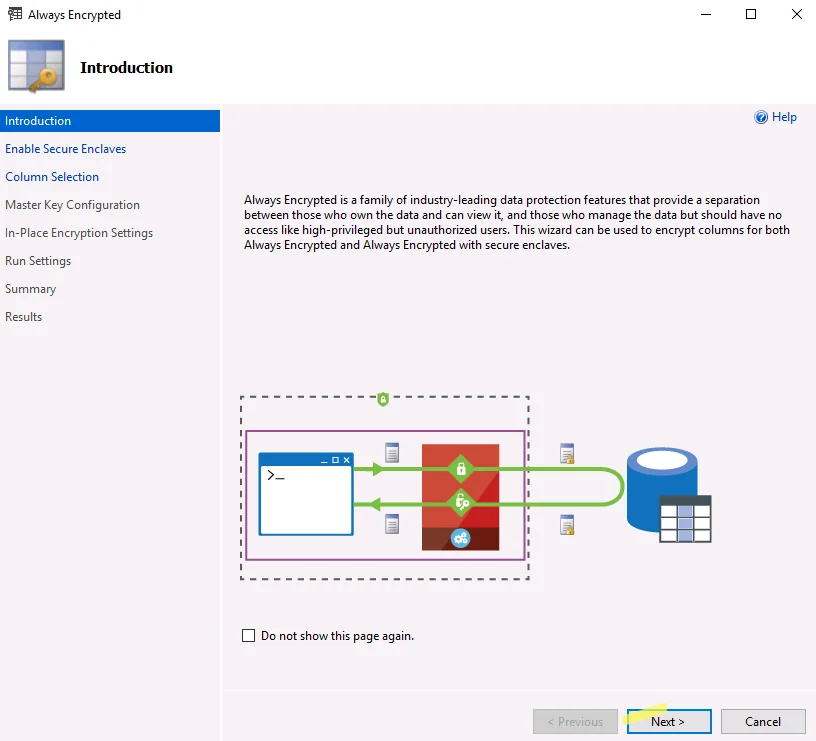 Always Encrypted
Introduction
Introduction
Enable Secure Enclaves
Column Selection
Master Key Configuration
In-Place Encryption Settings
Run Settings
Summary
Results
Help
Always Encrypted is a family of industry-leading data protection features that provide a separation
between those who own the data and can view it, and those who manage the data but should have no
access like high-privileged but unauthorized users. This wizard can be used to encrypt columns for both
Always Encrypted and Always Encrypted with secure enclaves.
>_
Do not show this page again.
< Previous
Next >
Cancel